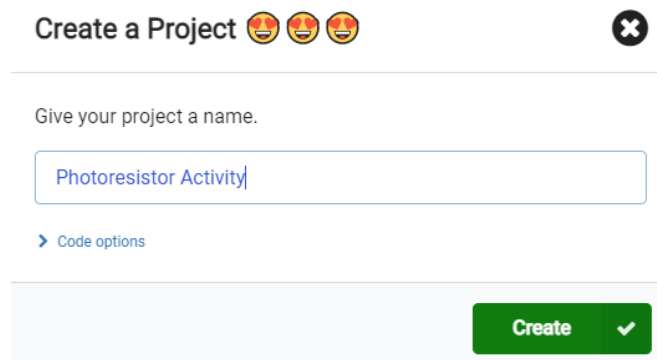 Create a Project 😍 😍 😍
Give your project a name.
Photoresistor Activity
Code options
Create